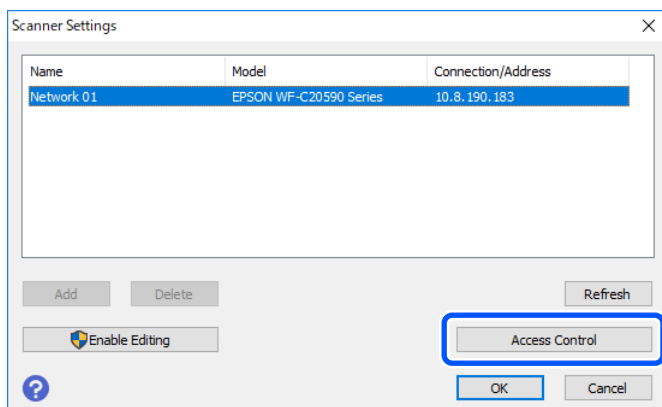 Scanner Settings
Name Model Connection/Address
Network 01 EPSON WF-C20590 Series 10.8.190.183
Add Delete Refresh
Enable Editing Access Control
? OK Cancel